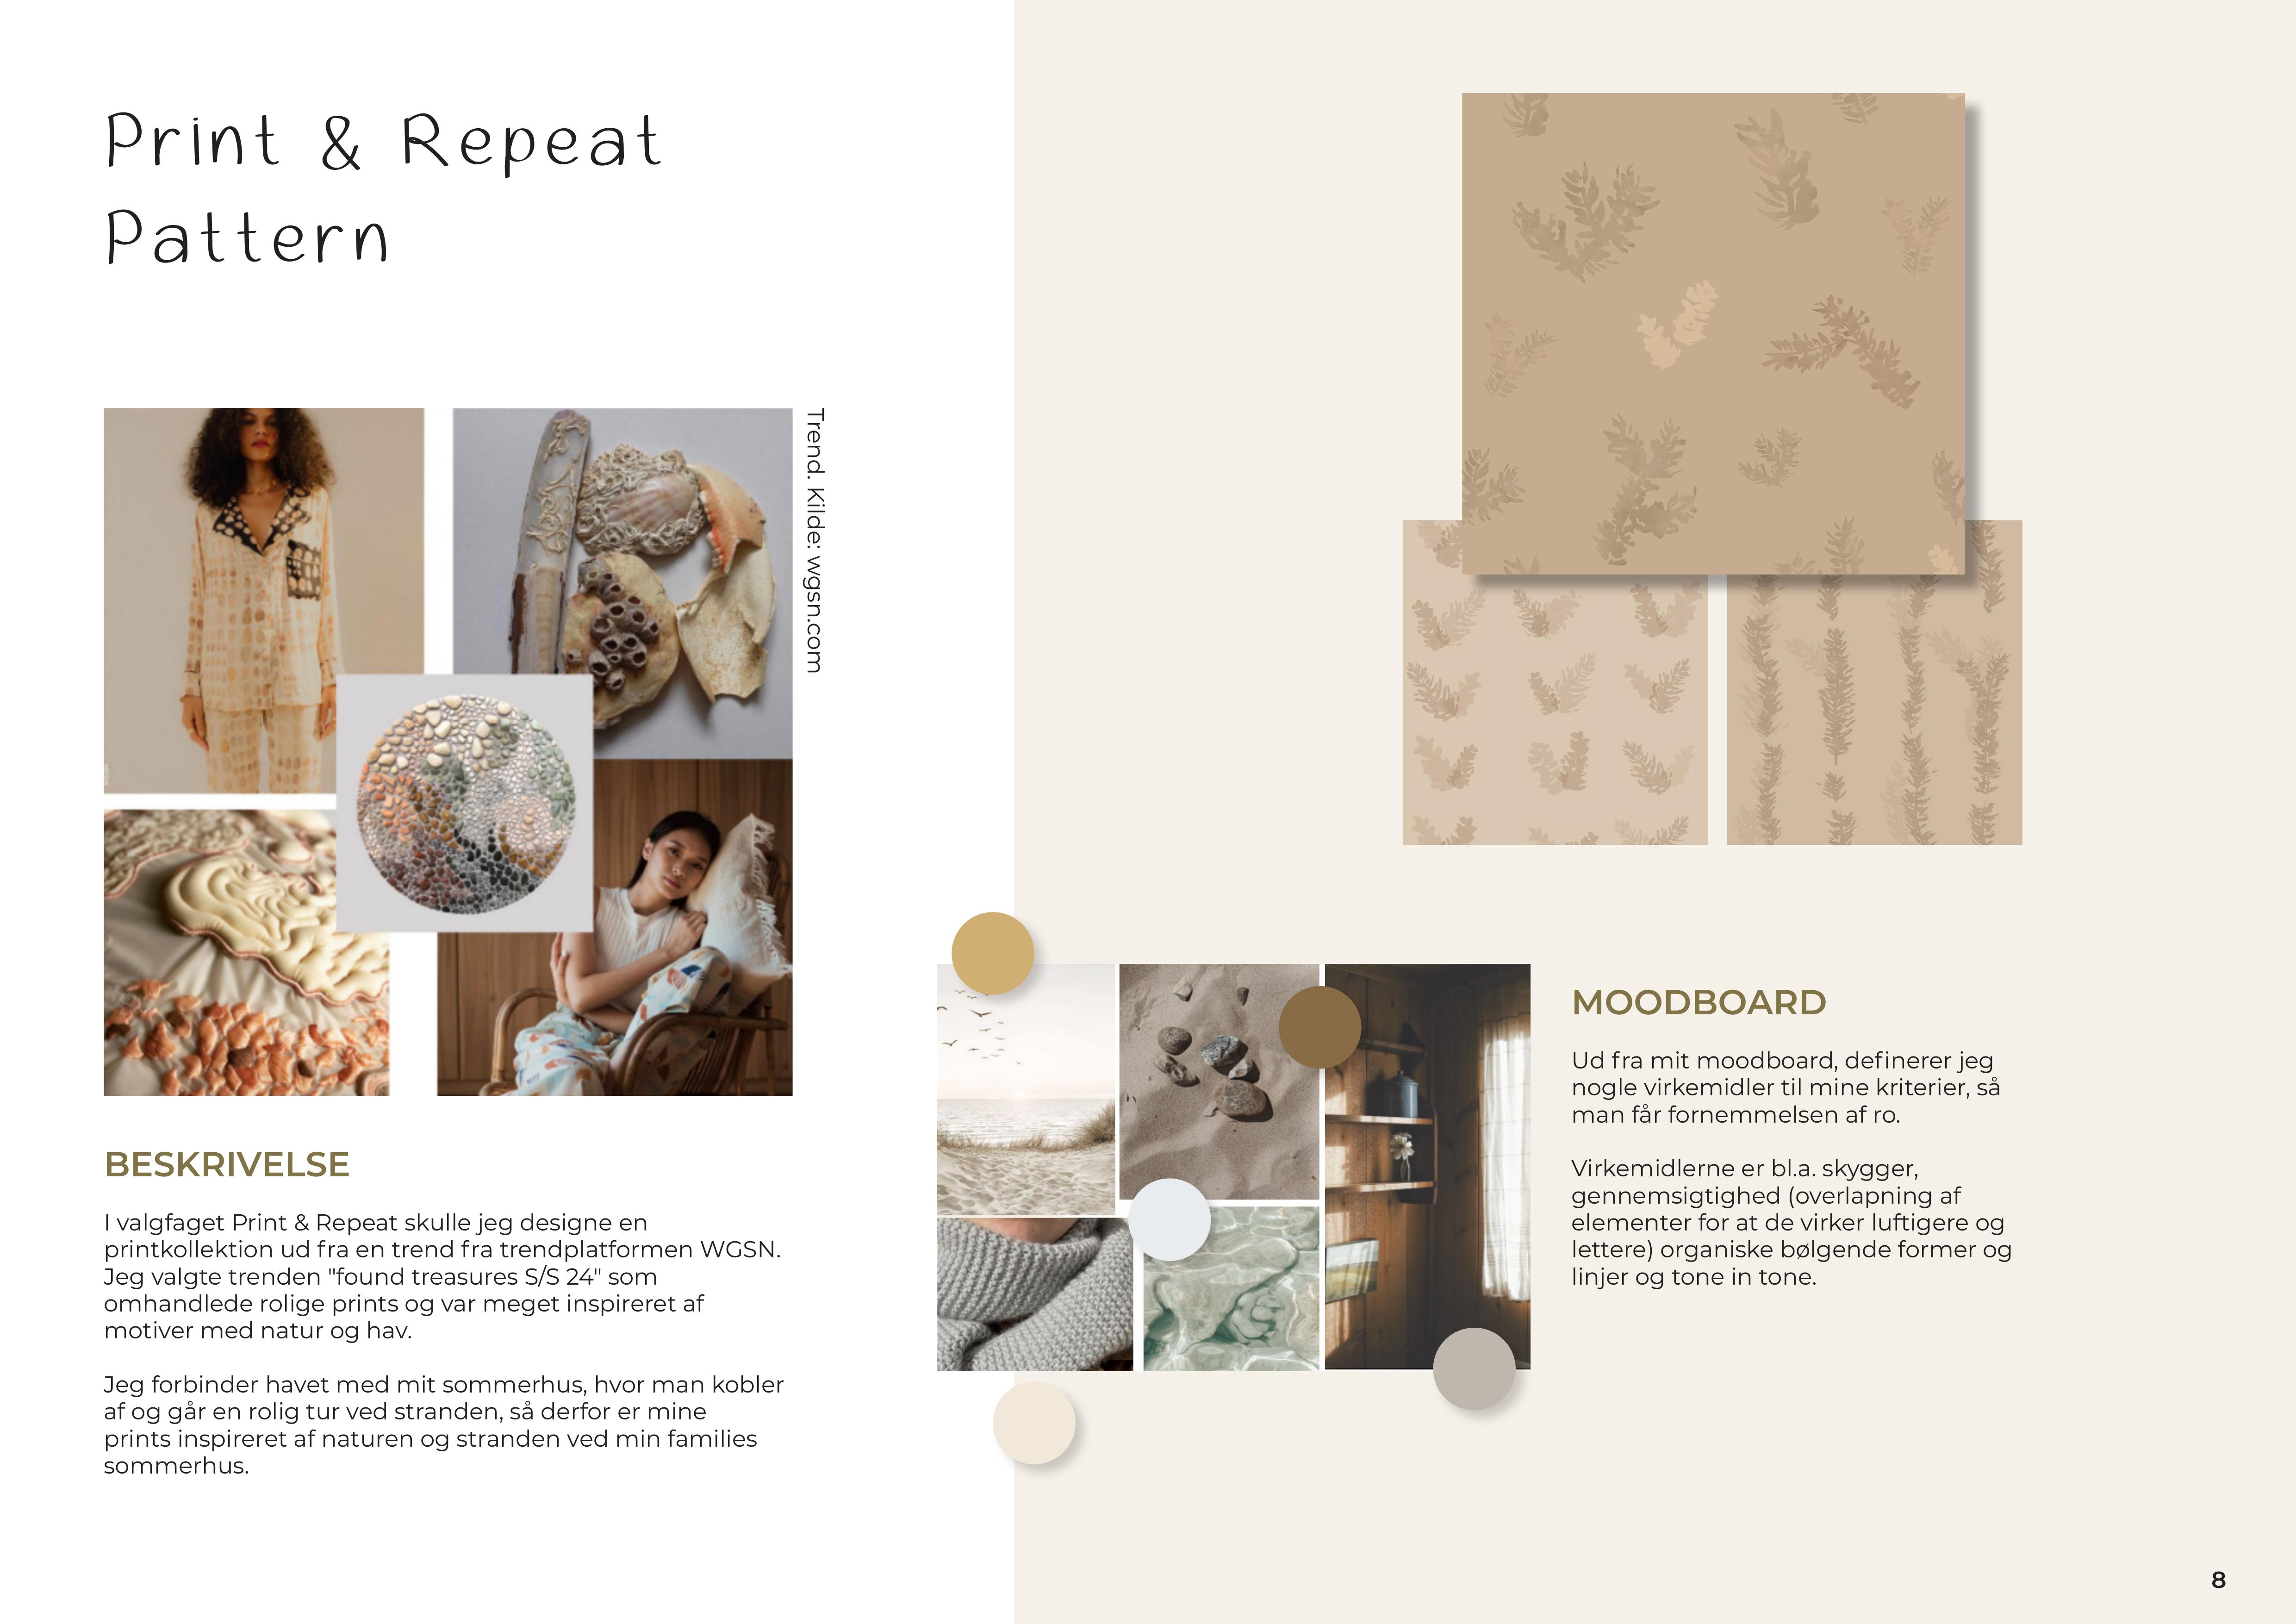 Print & Repeat
Pattern
Trend. Kilde: wgsn.com
BESKRIVELSE
I valgfaget Print & Repeat skulle jeg designe en
printkollektion ud fra en trend fra trendplatformen WGSN.
Jeg valgte trenden "found treasures S/S 24" som
omhandlede rolige prints og var meget inspireret af
motiver med natur og hav.
Jeg forbinder havet med mit sommerhus, hvor man kobler
af og går en rolig tur ved stranden, så derfor er mine
prints inspireret af naturen og stranden ved min families
sommerhus.
MOODBOARD
Ud fra mit moodboard, definerer jeg
nogle virkemidler til mine kriterier, så
man får fornemmelsen af ro.
Virkemidlerne er bl.a. skygger,
gennemsigtighed (overlapning af
elementer for at de virker luftigere og
lettere) organiske bølgende former og
linjer og tone in tone.
8